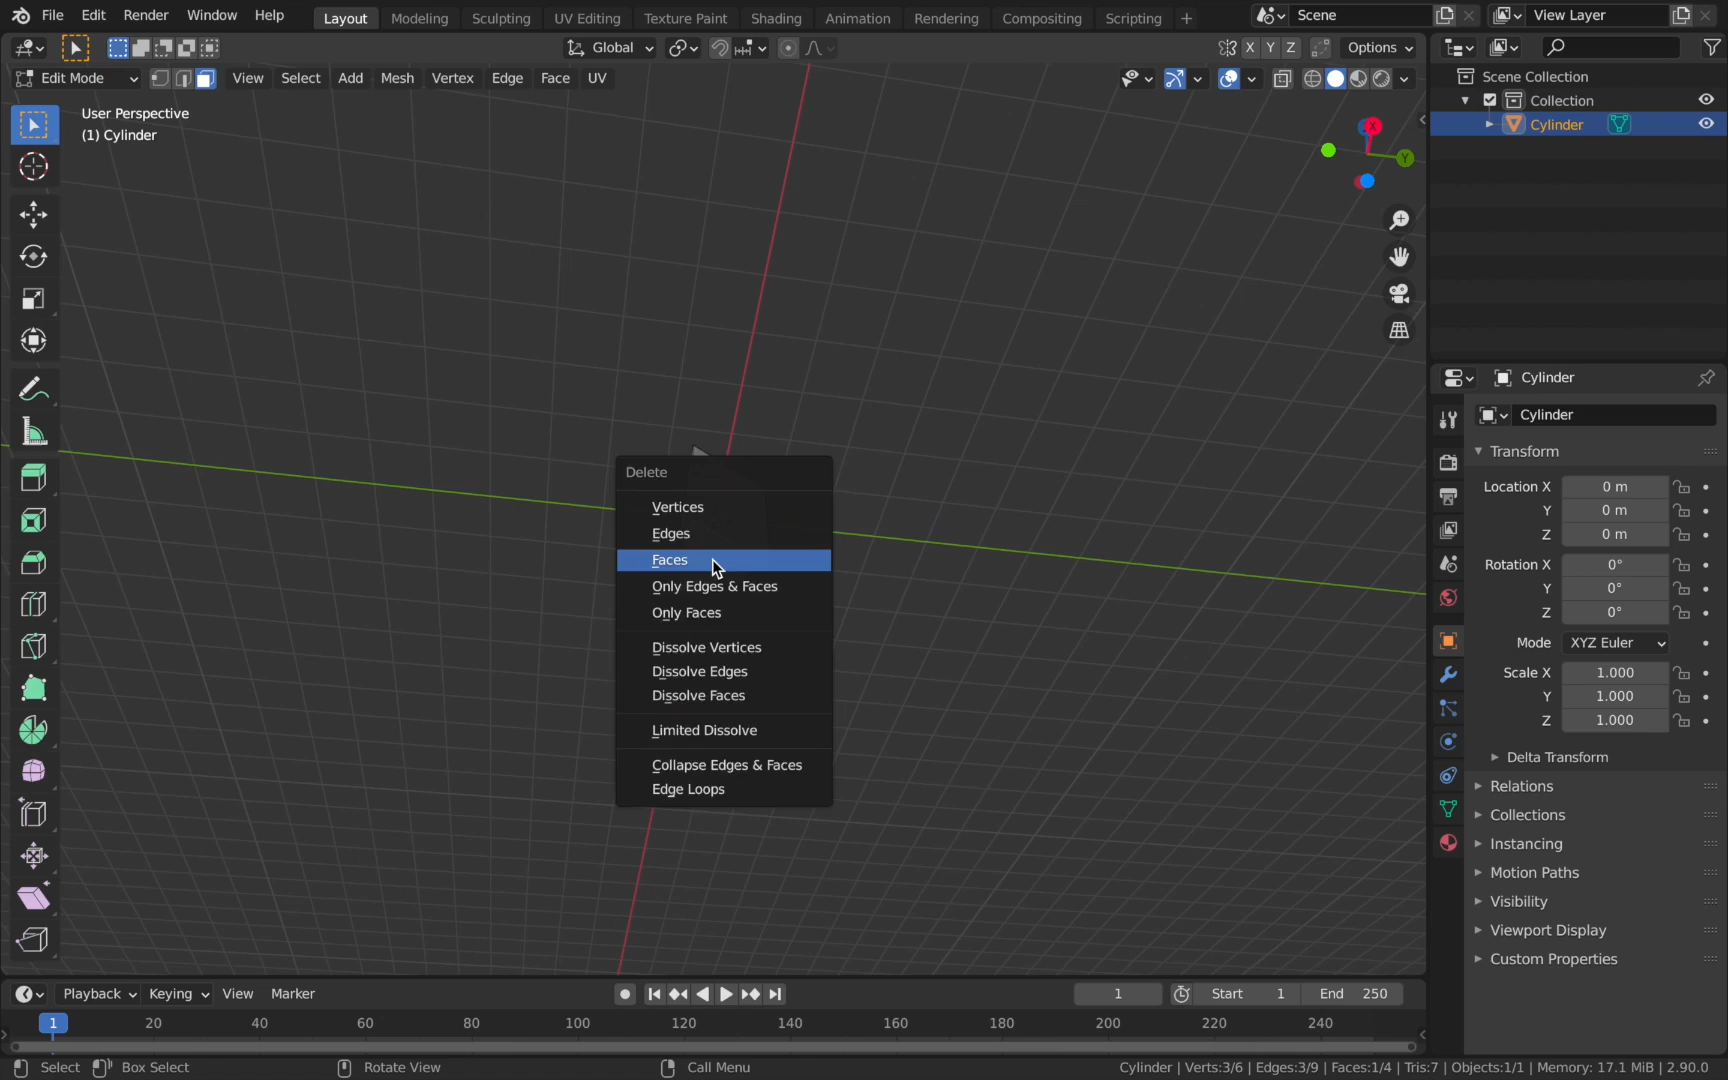 File Edit Render Window Help Layout Modeling Sculpting UV Editing Texture Paint Shading Animation Rendering Compositing Scripting + Scene View Layer
Global X Y Z Options
Edit Mode View Select Add Mesh Vertex Edge Face UV
User Perspective
(1) Cylinder
X
Y
Scene Collection
Collection
Cylinder
Delete
Vertices
Edges
Faces
Only Edges & Faces
Only Faces
Dissolve Vertices
Dissolve Edges
Dissolve Faces
Limited Dissolve
Collapse Edges & Faces
Edge Loops
Cylinder
Cylinder
Transform
Location X 0 m
Y 0 m
Z 0 m
Rotation X 0°
Y 0°
Z 0°
Mode XYZ Euler
Scale X 1.000
Y 1.000
Z 1.000
Delta Transform
Relations
Collections
Instancing
Motion Paths
Visibility
Viewport Display
Custom Properties
Playback Keying View Marker 1 Start 1 End 250
1 20 40 60 80 100 120 140 160 180 200 220 240
Select Box Select Rotate View Call Menu Cylinder | Verts:3/6 | Edges:3/9 | Faces:1/4 | Tris:7 | Objects:1/1 | Memory: 17.1 MiB | 2.90.0